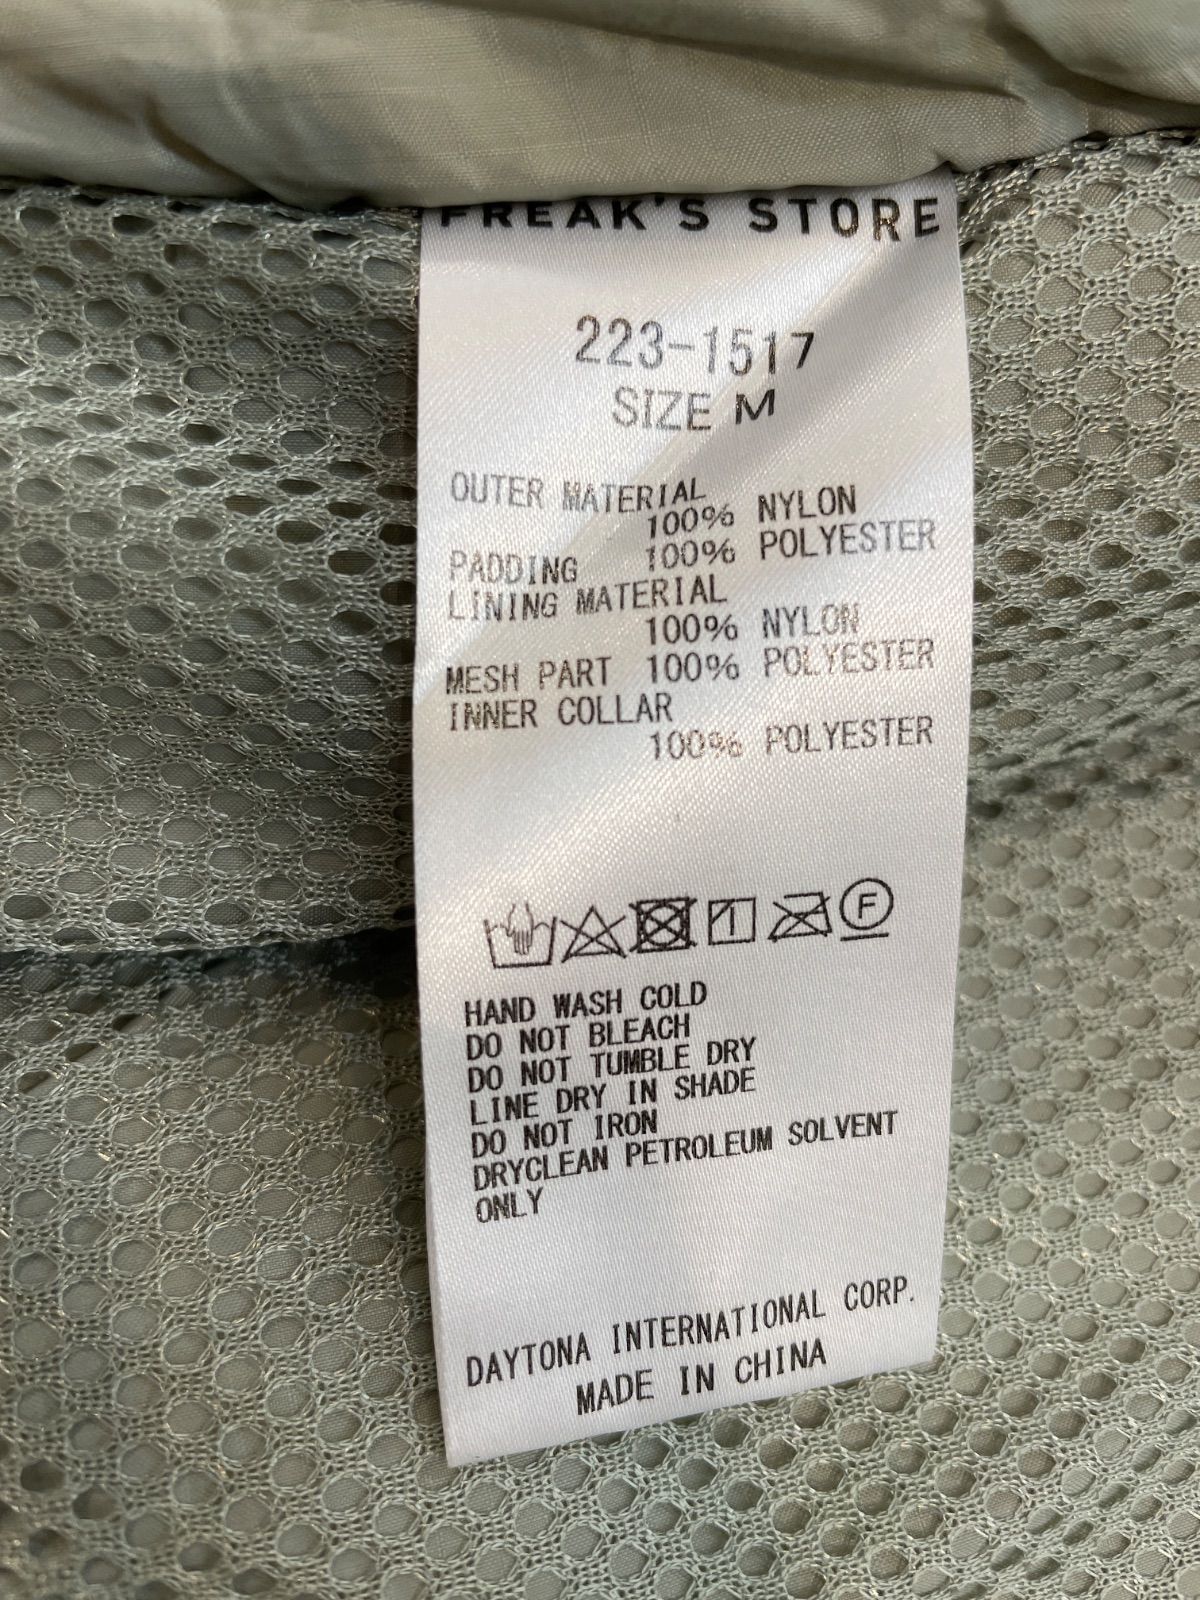 FREAK'S STORE
223-1517
SIZE M
OUTER MATERIAL
100% NYLON
PADDING 100% POLYESTER
LINING MATERIAL
100% NYLON
MESH PART 100% POLYESTER
INNER COLLAR
100% POLYESTER
F
HAND WASH COLD
DO NOT BLEACH
DO NOT TUMBLE DRY
LINE DRY IN SHADE
DO NOT IRON
DRYCLEAN PETROLEUM SOLVENT
ONLY
DAYTONA INTERNATIONAL CORP.
MADE IN CHINA